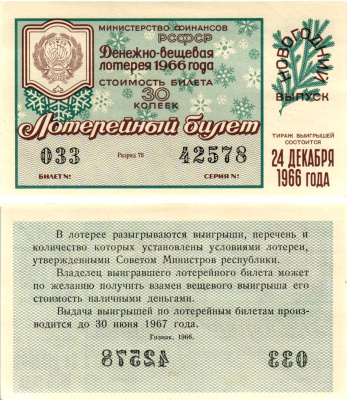 МИНИСТЕРСТВО ФИНАНСОВ
РСФСР
Денежно-вещевая
лотерея 1966 года
СТОИМОСТЬ БИЛЕТА
30
КОПЕЕК
НОВОГОДНИЙ
ВЫПУСК
Лотерейный билет
033 Разряд 76 42578
БИЛЕТ № СЕРИЯ №
ТИРАЖ ВЫИГРЫШЕЙ
СОСТОИТСЯ
24 ДЕКАБРЯ
1966 ГОДА
В лотерее разыгрываются выигрыши, перечень и
количество которых установлены условиями лотереи,
утвержденными Советом Министров республики.
Владелец выигравшего лотерейного билета может
по желанию получить взамен вещевого выигрыша его
стоимость наличными деньгами.
Выдача выигрышей по лотерейным билетам произ-
водится до 30 июня 1967 года.
Гознак. 1966.
42578 033